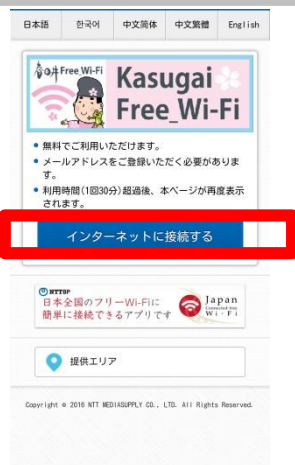 日本語 한국어 中文简体 中文繁體 English
春日井 Free Wi-Fi
Kasugai
Free_Wi-Fi
● 無料でご利用いただけます。
● メールアドレスをご登録いただく必要がありま
す。
● 利用時間(1回30分)超過後、本ページが再度表示
されます。
インターネットに接続する
NTTBP
日本全国のフリーWi-Fiに
簡単に接続できるアプリです
Japan
Connected-free
Wi-Fi
提供エリア
Copyright © 2016 NTT MEDIASUPPLY CO., LTD. All Rights Reserved.